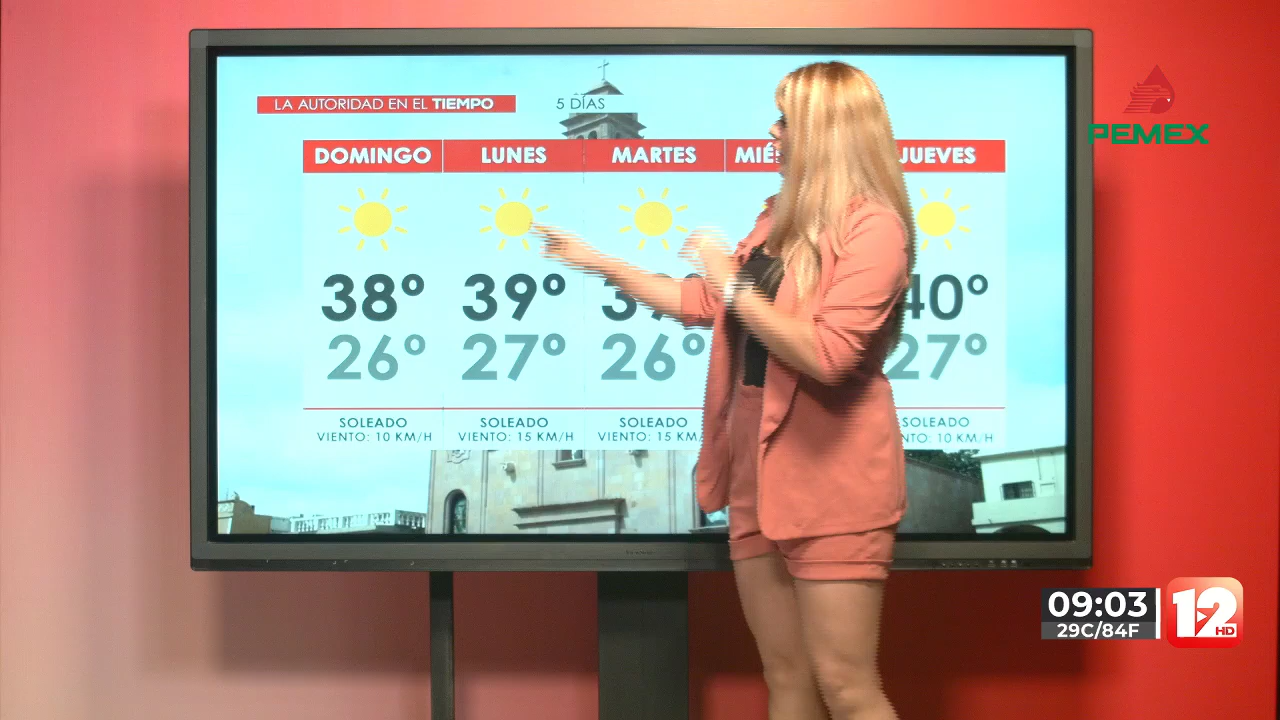 LA AUTORIDAD EN EL TIEMPO
5 DÍAS
PEMEX
DOMINGO LUNES MARTES JUEVES
38° 39° 40°
26° 27° 26° 27°
SOLEADO SOLEADO SOLEADO SOLEADO
VIENTO: 10 KM/H VIENTO: 15 KM/H VIENTO: 15 10 KM/H
09:03
29C/84F
12
HD